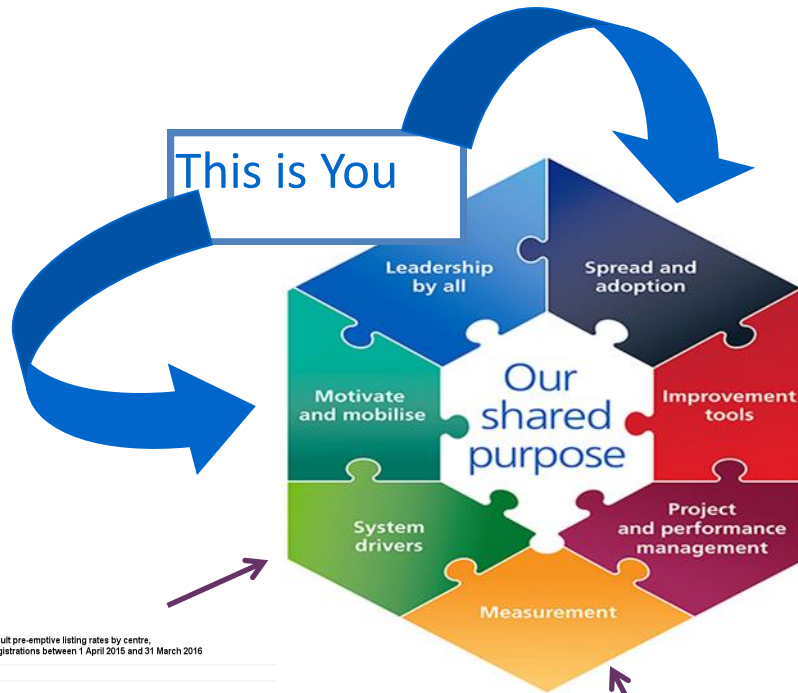 This is You
Leadership
by all
Spread and
adoption
Motivate
and mobilise
Our
shared
purpose
Improvement
tools
System
drivers
Project
and performance
management
Measurement
ult pre-emptive listing rates by centre,
gistrations between 1 April 2015 and 31 March 2016